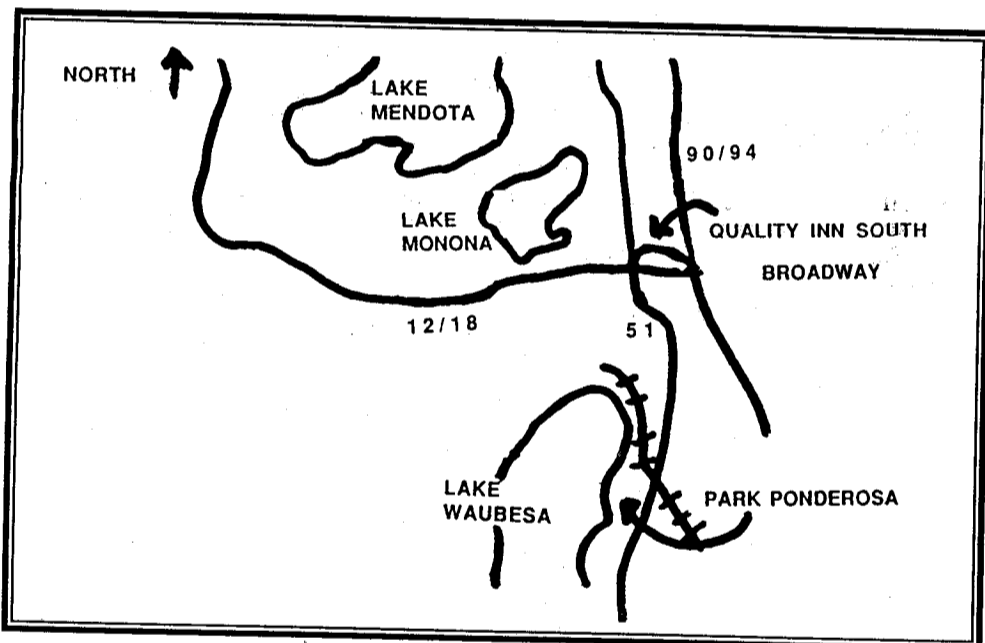 NORTH
LAKE
MENDOTA
90/94
LAKE
MONONA
QUALITY INN SOUTH
BROADWAY
12/18
51
LAKE
WAUBESA
PARK PONDEROSA